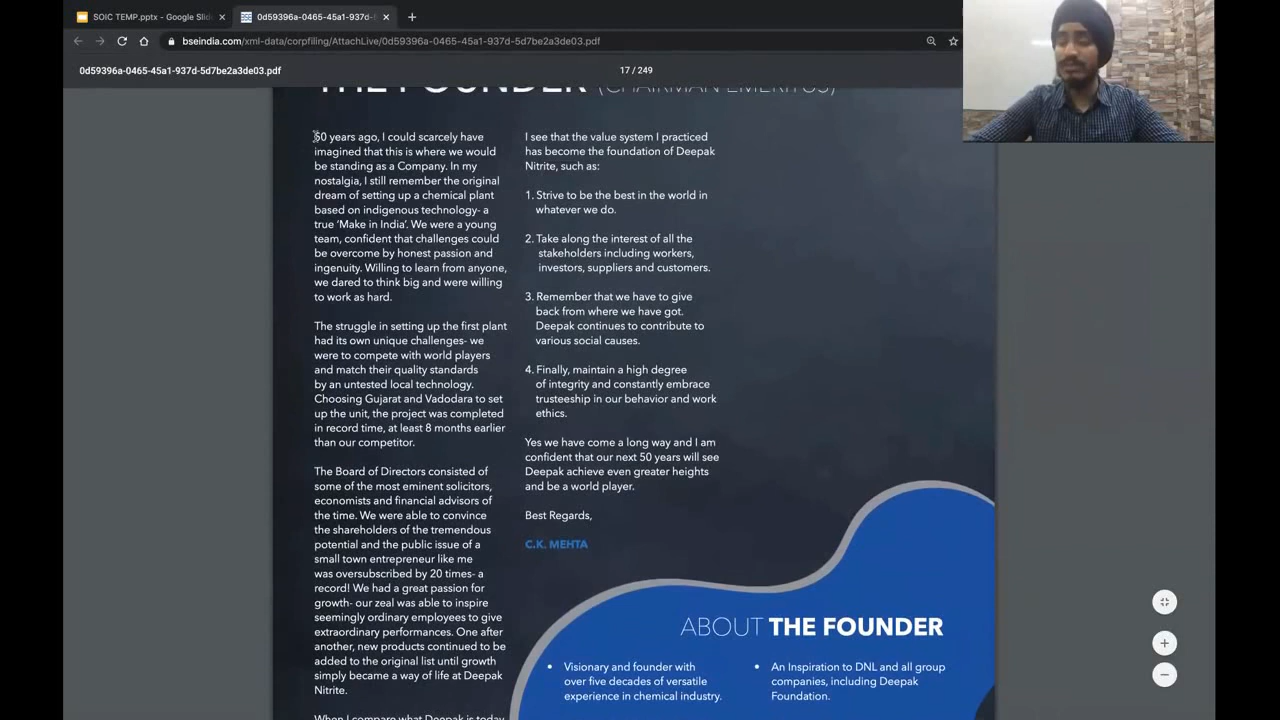 SOIC TEMP.pptx - Google Slid
0d59396a-0465-45a1-937d-5
bseindia.com/xml-data/corpfiling/AttachLive/0d59396a-0465-45a1-937d-5d7be2a3de03.pdf
0d59396a-0465-45a1-937d-5d7be2a3de03.pdf
17 / 249
THE FOUNDER (CHAIRMAN EMERITUS)
50 years ago, I could scarcely have
imagined that this is where we would
be standing as a Company. In my
nostalgia, I still remember the original
dream of setting up a chemical plant
based on indigenous technology- a
true 'Make in India'. We were a young
team, confident that challenges could
be overcome by honest passion and
ingenuity. Willing to learn from anyone,
we dared to think big and were willing
to work as hard.
The struggle in setting up the first plant
had its own unique challenges- we
were to compete with world players
and match their quality standards
by an untested local technology.
Choosing Gujarat and Vadodara to set
up the unit, the project was completed
in record time, at least 8 months earlier
than our competitor.
The Board of Directors consisted of
some of the most eminent solicitors,
economists and financial advisors of
the time. We were able to convince
the shareholders of the tremendous
potential and the public issue of a
small town entrepreneur like me
was oversubscribed by 20 times- a
record! We had a great passion for
growth- our zeal was able to inspire
seemingly ordinary employees to give
extraordinary performances. One after
another, new products continued to be
added to the original list until growth
simply became a way of life at Deepak
Nitrite.
When I compare what Deepak is today
I see that the value system I practiced
has become the foundation of Deepak
Nitrite, such as:
1. Strive to be the best in the world in
whatever we do.
2. Take along the interest of all the
stakeholders including workers,
investors, suppliers and customers.
3. Remember that we have to give
back from where we have got.
Deepak continues to contribute to
various social causes.
4. Finally, maintain a high degree
of integrity and constantly embrace
trusteeship in our behavior and work
ethics.
Yes we have come a long way and I am
confident that our next 50 years will see
Deepak achieve even greater heights
and be a world player.
Best Regards,
C.K. MEHTA
ABOUT THE FOUNDER
• Visionary and founder with
over five decades of versatile
experience in chemical industry.
• An Inspiration to DNL and all group
companies, including Deepak
Foundation.